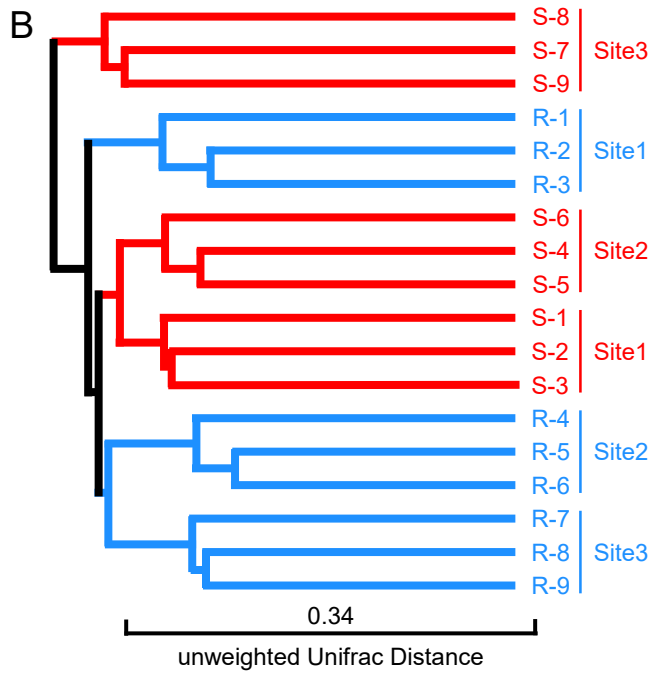 B
S-8
S-7
S-9
Site3
R-1
R-2
R-3
Site1
S-6
S-4
S-5
Site2
S-1
S-2
S-3
Site1
R-4
R-5
R-6
Site2
R-7
R-8
R-9
Site3
0.34
unweighted Unifrac Distance